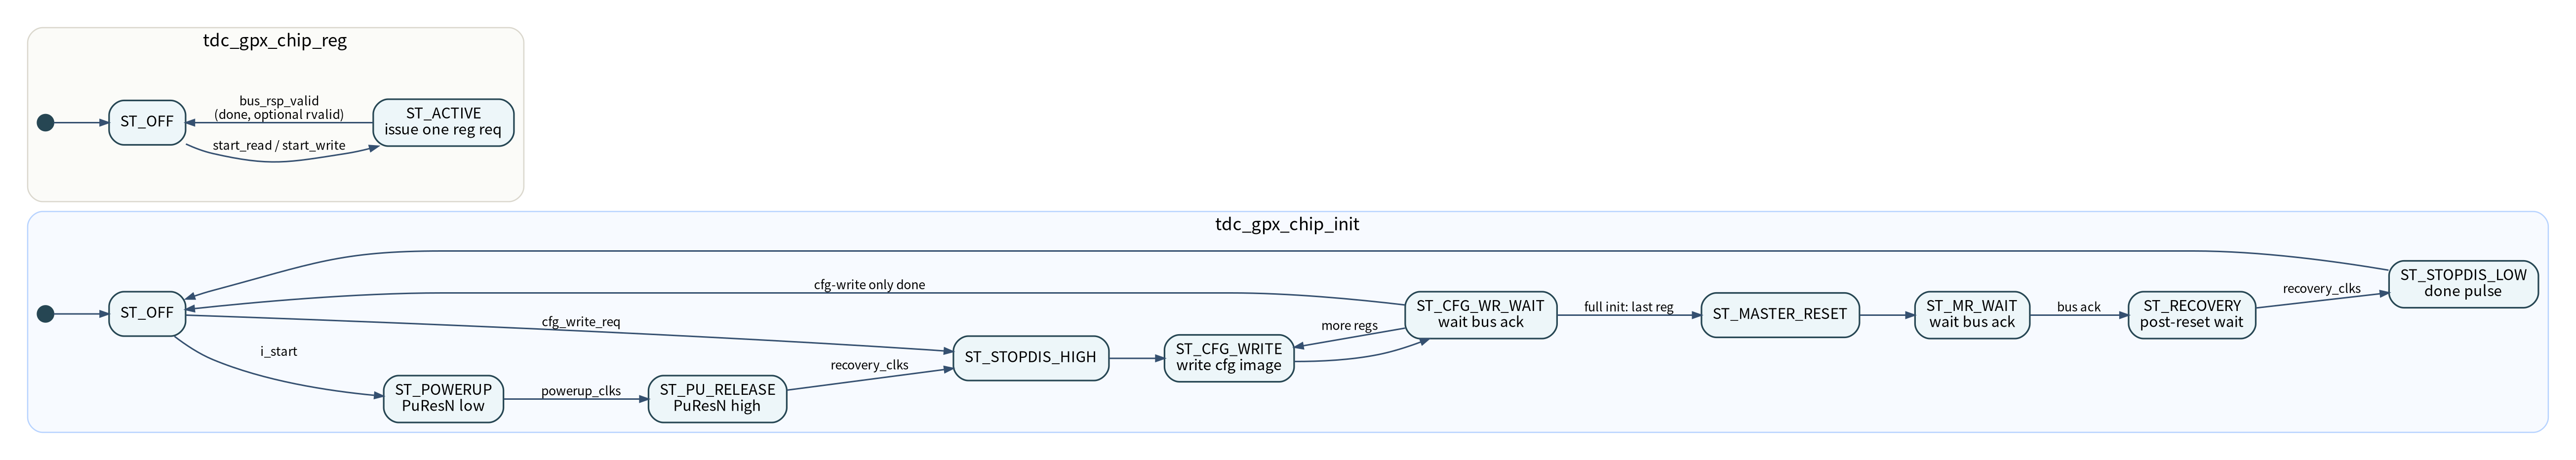 tdc_gpx_chip_reg
bus_rsp_valid
(done, optional rvalid)
ST_OFF
ST_ACTIVE
issue one reg req
start_read / start_write
tdc_gpx_chip_init
cfg-write only done
ST_OFF
cfg_write_req
i_start
ST_POWERUP
PuResN low
powerup_clks
ST_PU_RELEASE
PuResN high
recovery_clks
ST_STOPDIS_HIGH
ST_CFG_WRITE
write cfg image
more regs
ST_CFG_WR_WAIT
wait bus ack
full init: last reg
ST_MASTER_RESET
ST_MR_WAIT
wait bus ack
bus ack
ST_RECOVERY
post-reset wait
recovery_clks
ST_STOPDIS_LOW
done pulse